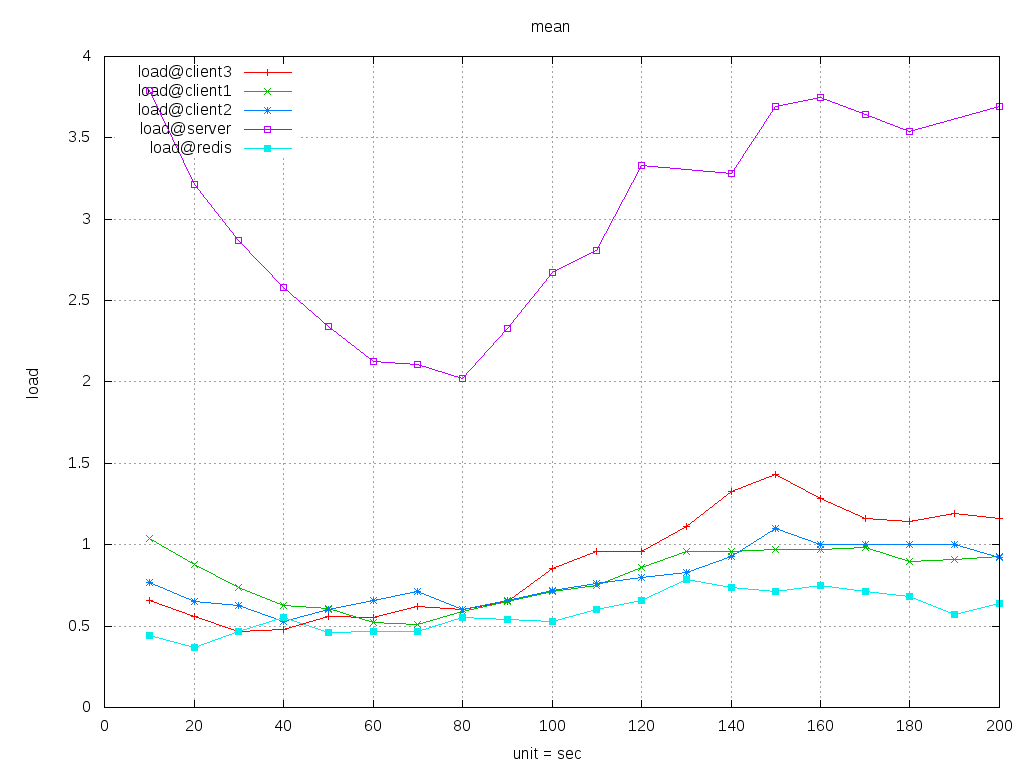 mean
4
load@client3
load@client1
load@client2
load@server
load@redis
3.5
3
2.5
2
load
1.5
1
0.5
0
0 20 40 60 80 100 120 140 160 180 200
unit = sec